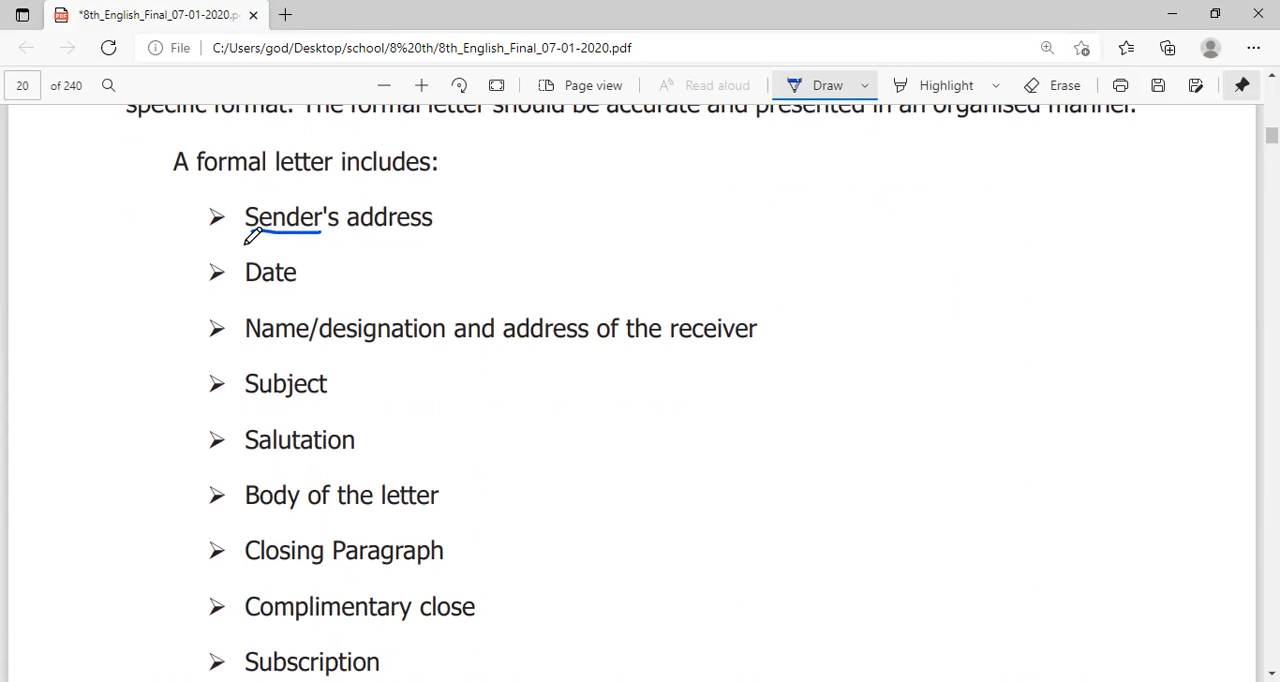 *8th_English_Final_07-01-2020.p
File
C:/Users/god/Desktop/school/8%20th/8th_English_Final_07-01-2020.pdf
20 of 240
Page view
Read aloud
Draw
Highlight
Erase
specific format. The formal letter should be accurate and presented in an organised manner.
A formal letter includes:
➢ Sender's address
➢ Date
➢ Name/designation and address of the receiver
➢ Subject
➢ Salutation
➢ Body of the letter
➢ Closing Paragraph
➢ Complimentary close
➢ Subscription